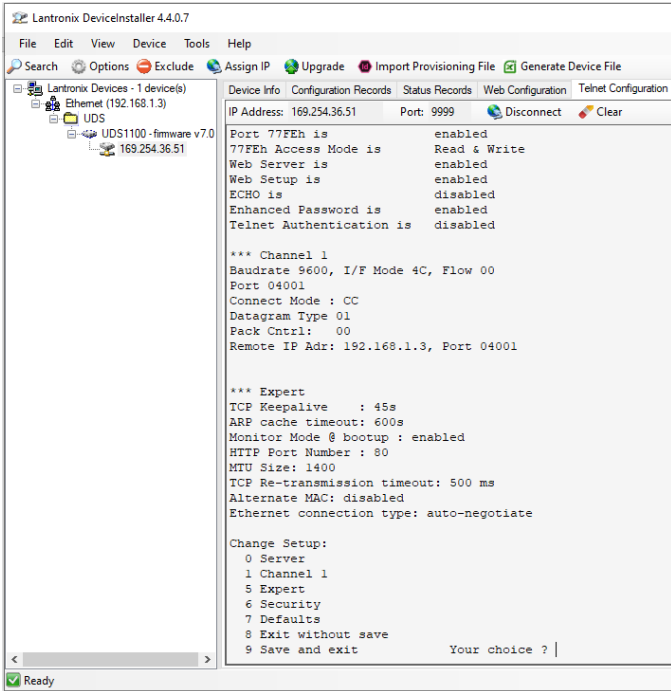 Lantronix DeviceInstaller 4.4.0.7
File Edit View Device Tools Help
Search Options Exclude Assign IP Upgrade Import Provisioning File Generate Device File
Lantronix Devices - 1 device(s)
Ethernet (192.168.1.3)
UDS
UDS1100 - firmware v7.0
169.254.36.51
Device Info Configuration Records Status Records Web Configuration Telnet Configuration
IP Address: 169.254.36.51 Port: 9999 Disconnect Clear
Port 77FEh is enabled
77FEh Access Mode is Read & Write
Web Server is enabled
Web Setup is enabled
ECHO is disabled
Enhanced Password is enabled
Telnet Authentication is disabled
*** Channel 1
Baudrate 9600, I/F Mode 4C, Flow 00
Port 04001
Connect Mode : CC
Datagram Type 01
Pack Cntrl: 00
Remote IP Adr: 192.168.1.3, Port 04001
*** Expert
TCP Keepalive : 45s
ARP cache timeout: 600s
Monitor Mode @ bootup : enabled
HTTP Port Number : 80
MTU Size: 1400
TCP Re-transmission timeout: 500 ms
Alternate MAC: disabled
Ethernet connection type: auto-negotiate
Change Setup:
0 Server
1 Channel 1
5 Expert
6 Security
7 Defaults
8 Exit without save
9 Save and exit Your choice ?
Ready